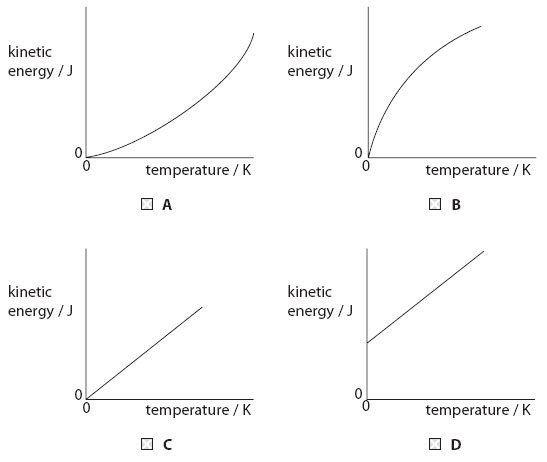 kinetic
energy / J
0
0
temperature / K
A
kinetic
energy / J
0
0
temperature / K
B
kinetic
energy / J
0
0
temperature / K
C
kinetic
energy / J
0
0
temperature / K
D